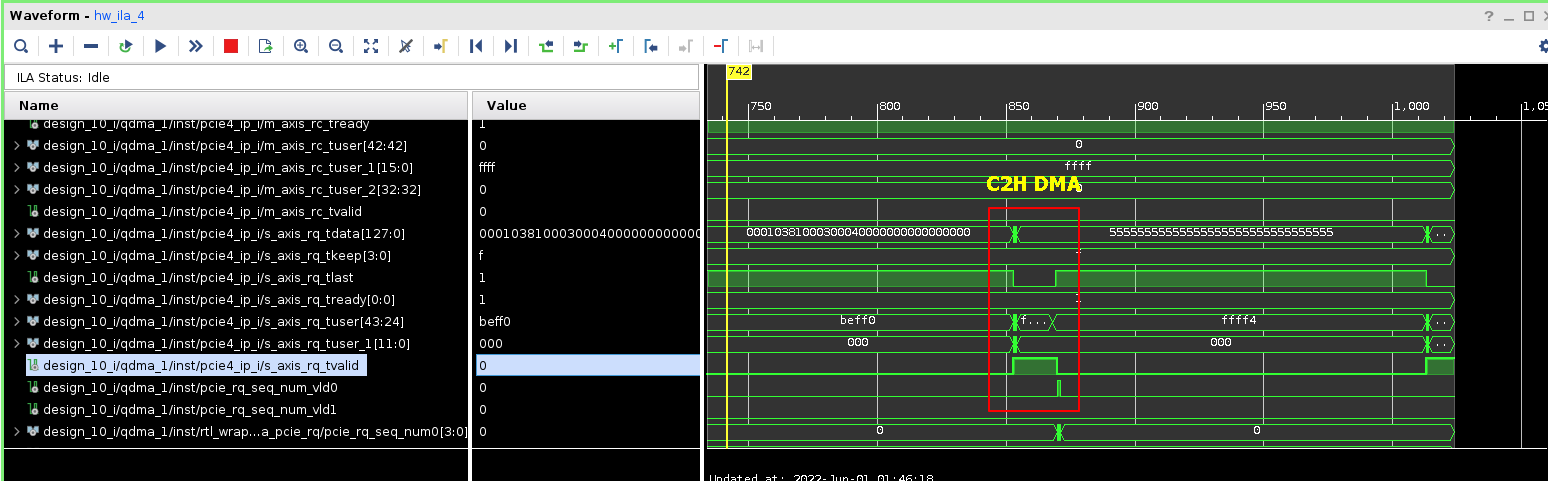 Waveform - hw_ila_4
ILA Status: Idle
Name Value
742
750 800 850 900 950 1,000
design_10_i/qdma_1/inst/pcie4_ip_i/m_axis_rc_tready 1
design_10_i/qdma_1/inst/pcie4_ip_i/m_axis_rc_tuser[42:42] 0 0
design_10_i/qdma_1/inst/pcie4_ip_i/m_axis_rc_tuser_1[15:0] ffff ffff
C2H DMA
design_10_i/qdma_1/inst/pcie4_ip_i/m_axis_rc_tuser_2[32:32] 0 0
design_10_i/qdma_1/inst/pcie4_ip_i/m_axis_rc_tvalid 0
design_10_i/qdma_1/inst/pcie4_ip_i/s_axis_rq_tdata[127:0] 00010381000300040000000000000 00010381000300040000000000000000 55555555555555555555555555555555 ..
design_10_i/qdma_1/inst/pcie4_ip_i/s_axis_rq_tkeep[3:0] f
design_10_i/qdma_1/inst/pcie4_ip_i/s_axis_rq_tlast 1
design_10_i/qdma_1/inst/pcie4_ip_i/s_axis_rq_tready[0:0] 1 1
design_10_i/qdma_1/inst/pcie4_ip_i/s_axis_rq_tuser[43:24] beff0 beff0 f... ffff4 ..
design_10_i/qdma_1/inst/pcie4_ip_i/s_axis_rq_tuser_1[11:0] 000 000 000 ..
design_10_i/qdma_1/inst/pcie4_ip_i/s_axis_rq_tvalid 0
design_10_i/qdma_1/inst/pcie_rq_seq_num_vld0 0
design_10_i/qdma_1/inst/pcie_rq_seq_num_vld1 0
design_10_i/qdma_1/inst/rtl_wrap...a_pcie_rq/pcie_rq_seq_num0[3:0] 0 0 0
Updated at: 2022-Jun-01 01:46:18